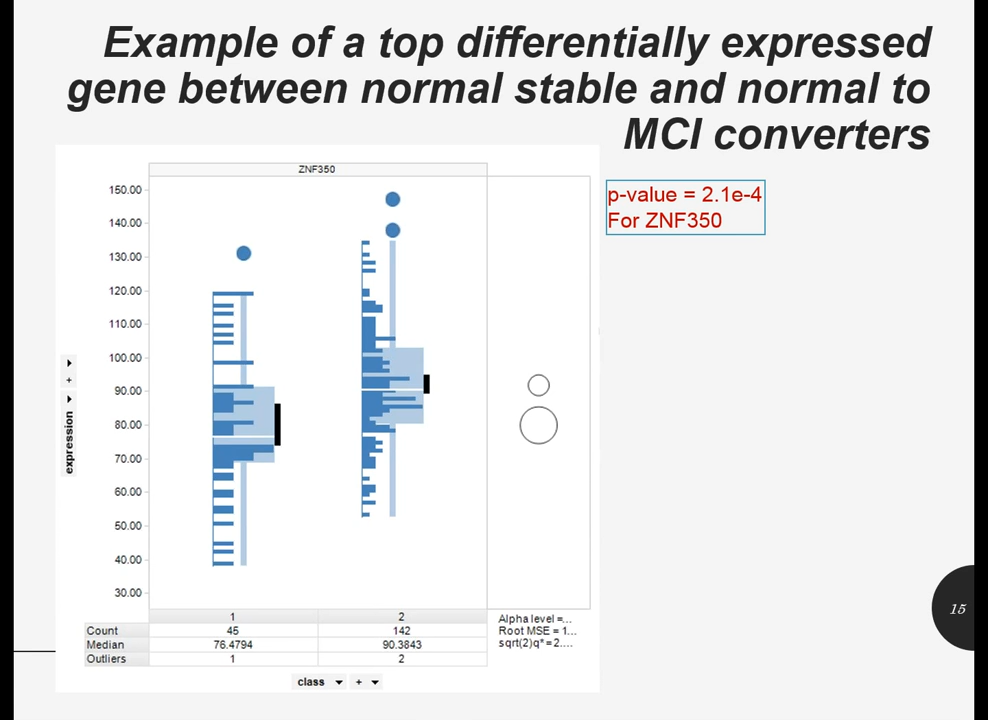 Example of a top differentially expressed
gene between normal stable and normal to
MCI converters
p-value = 2.1e-4
For ZNF350
ZNF350
150.00
140.00
130.00
120.00
110.00
100.00
90.00
80.00
70.00
60.00
50.00
40.00
30.00
expression
1 2
Count 45 142
Median 76.4794 90.3843
Outliers 1 2
Alpha level =...
Root MSE = 1...
sqrt(2)q* = 2....
class +
15